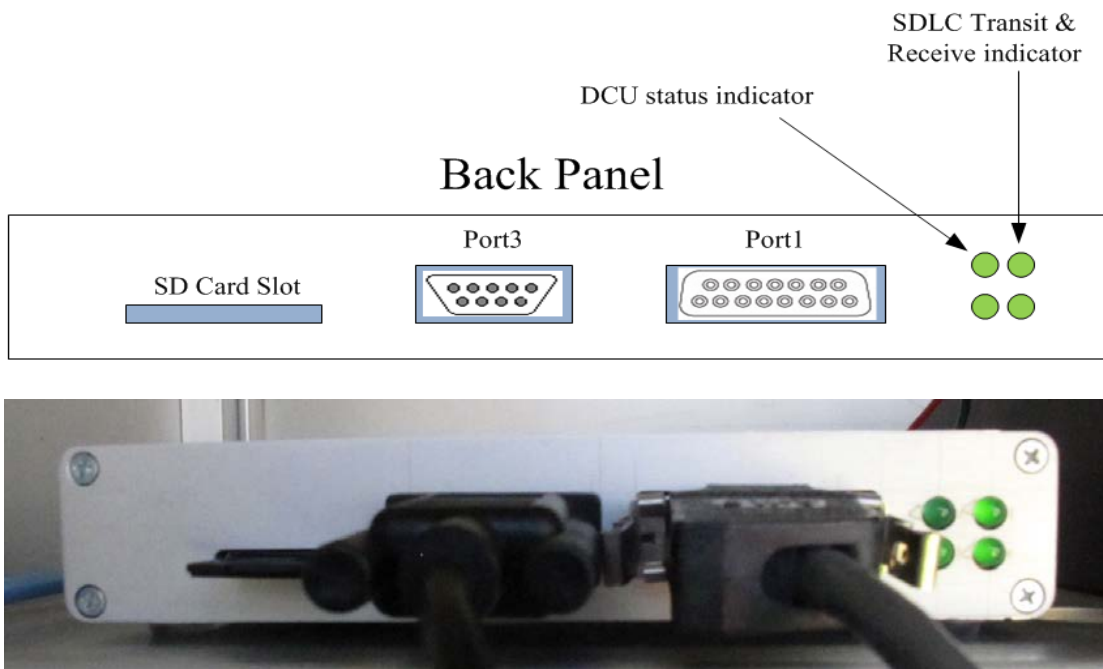 SDLC Transit &
Receive indicator
DCU status indicator
Back Panel
Port3
Port1
SD Card Slot